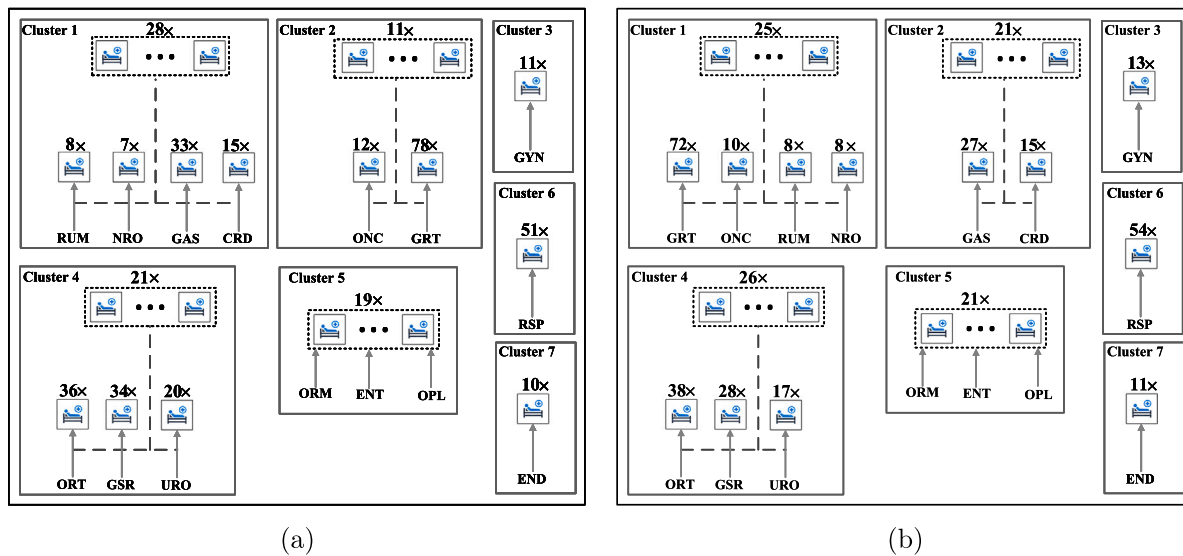 Cluster 1
28×
8×
7×
33×
15×
RUM
NRO
GAS
CRD
Cluster 2
11×
12×
78×
ONC
GRT
Cluster 3
11×
GYN
Cluster 6
51×
RSP
Cluster 4
21×
36×
34×
20×
ORT
GSR
URO
Cluster 5
19×
ORM
ENT
OPL
Cluster 7
10×
END
(a)
Cluster 1
25×
72×
10×
8×
8×
GRT
ONC
RUM
NRO
Cluster 2
21×
27×
15×
GAS
CRD
Cluster 3
13×
GYN
Cluster 6
54×
RSP
Cluster 4
26×
38×
28×
17×
ORT
GSR
URO
Cluster 5
21×
ORM
ENT
OPL
Cluster 7
11×
END
(b)